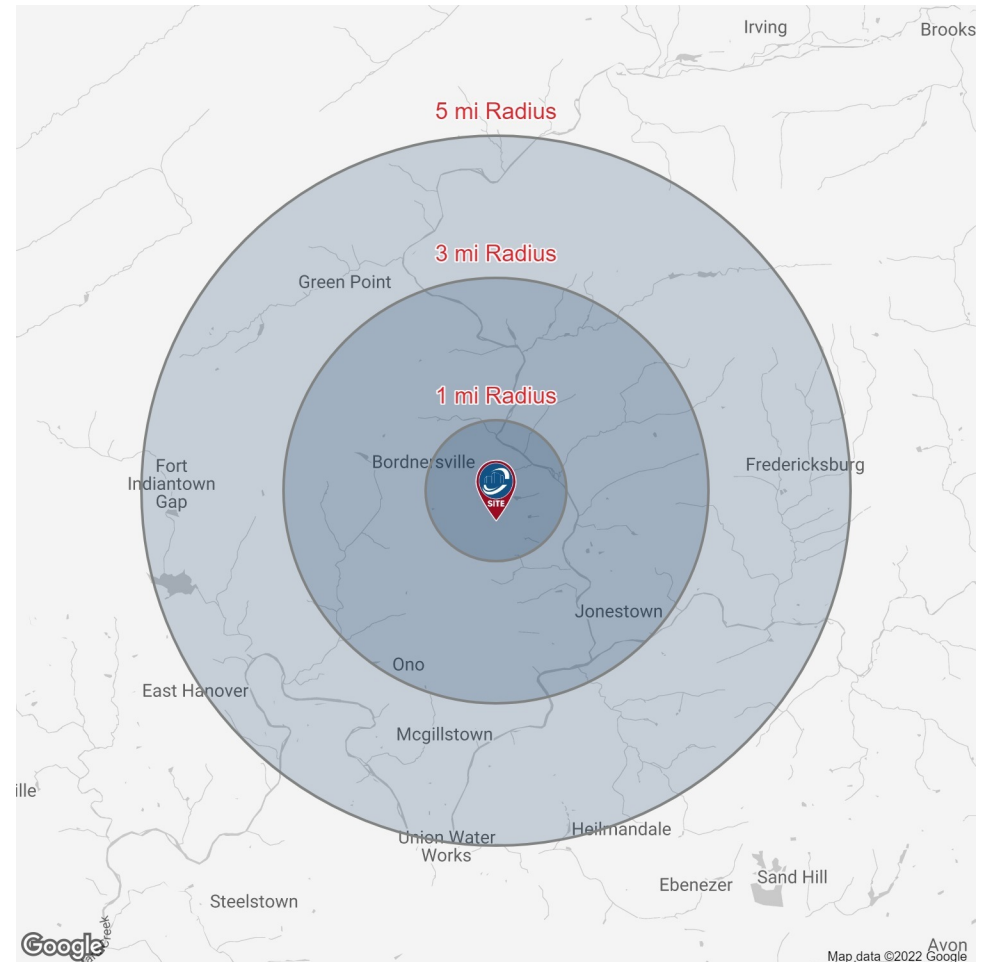 Irving
Brooks
5 mi Radius
3 mi Radius
Green Point
1 mi Radius
Bordnersville
Fort
Indiantown
Gap
Fredericksburg
SITE
Jonestown
Ono
East Hanover
Mcgillstown
ille
Heilmandale
Union Water
Works
Ebenezer
Sand Hill
Steelstown
Creek
Avon
Google
Map data ©2022 Google